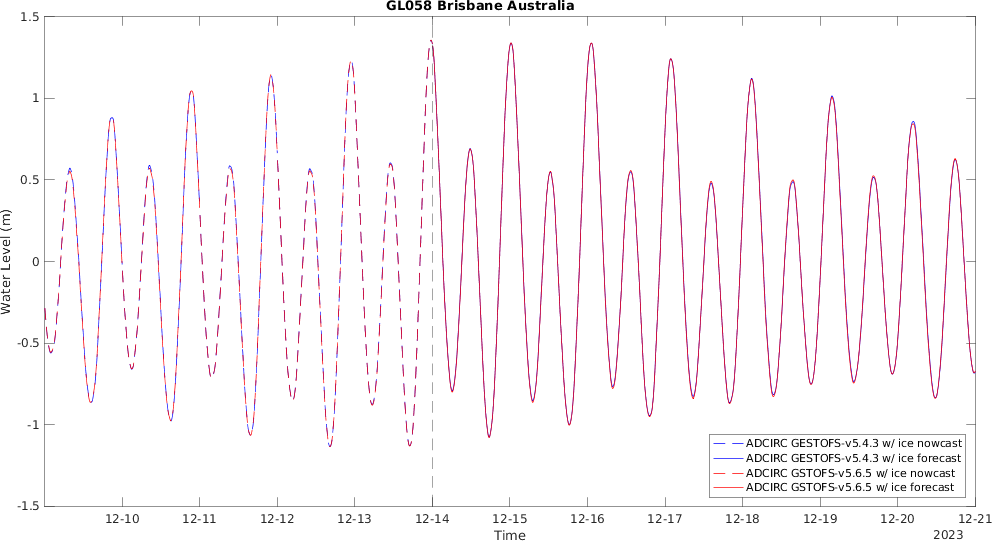 GL058 Brisbane Australia
1.5
1
0.5
0
-0.5
-1
-1.5
Water Level (m)
12-10 12-11 12-12 12-13 12-14 12-15 12-16 12-17 12-18 12-19 12-20 12-21
Time
2023
ADCIRC GESTOFS-v5.4.3 w/ ice nowcast
ADCIRC GESTOFS-v5.4.3 w/ ice forecast
ADCIRC GSTOFS-v5.6.5 w/ ice nowcast
ADCIRC GSTOFS-v5.6.5 w/ ice forecast